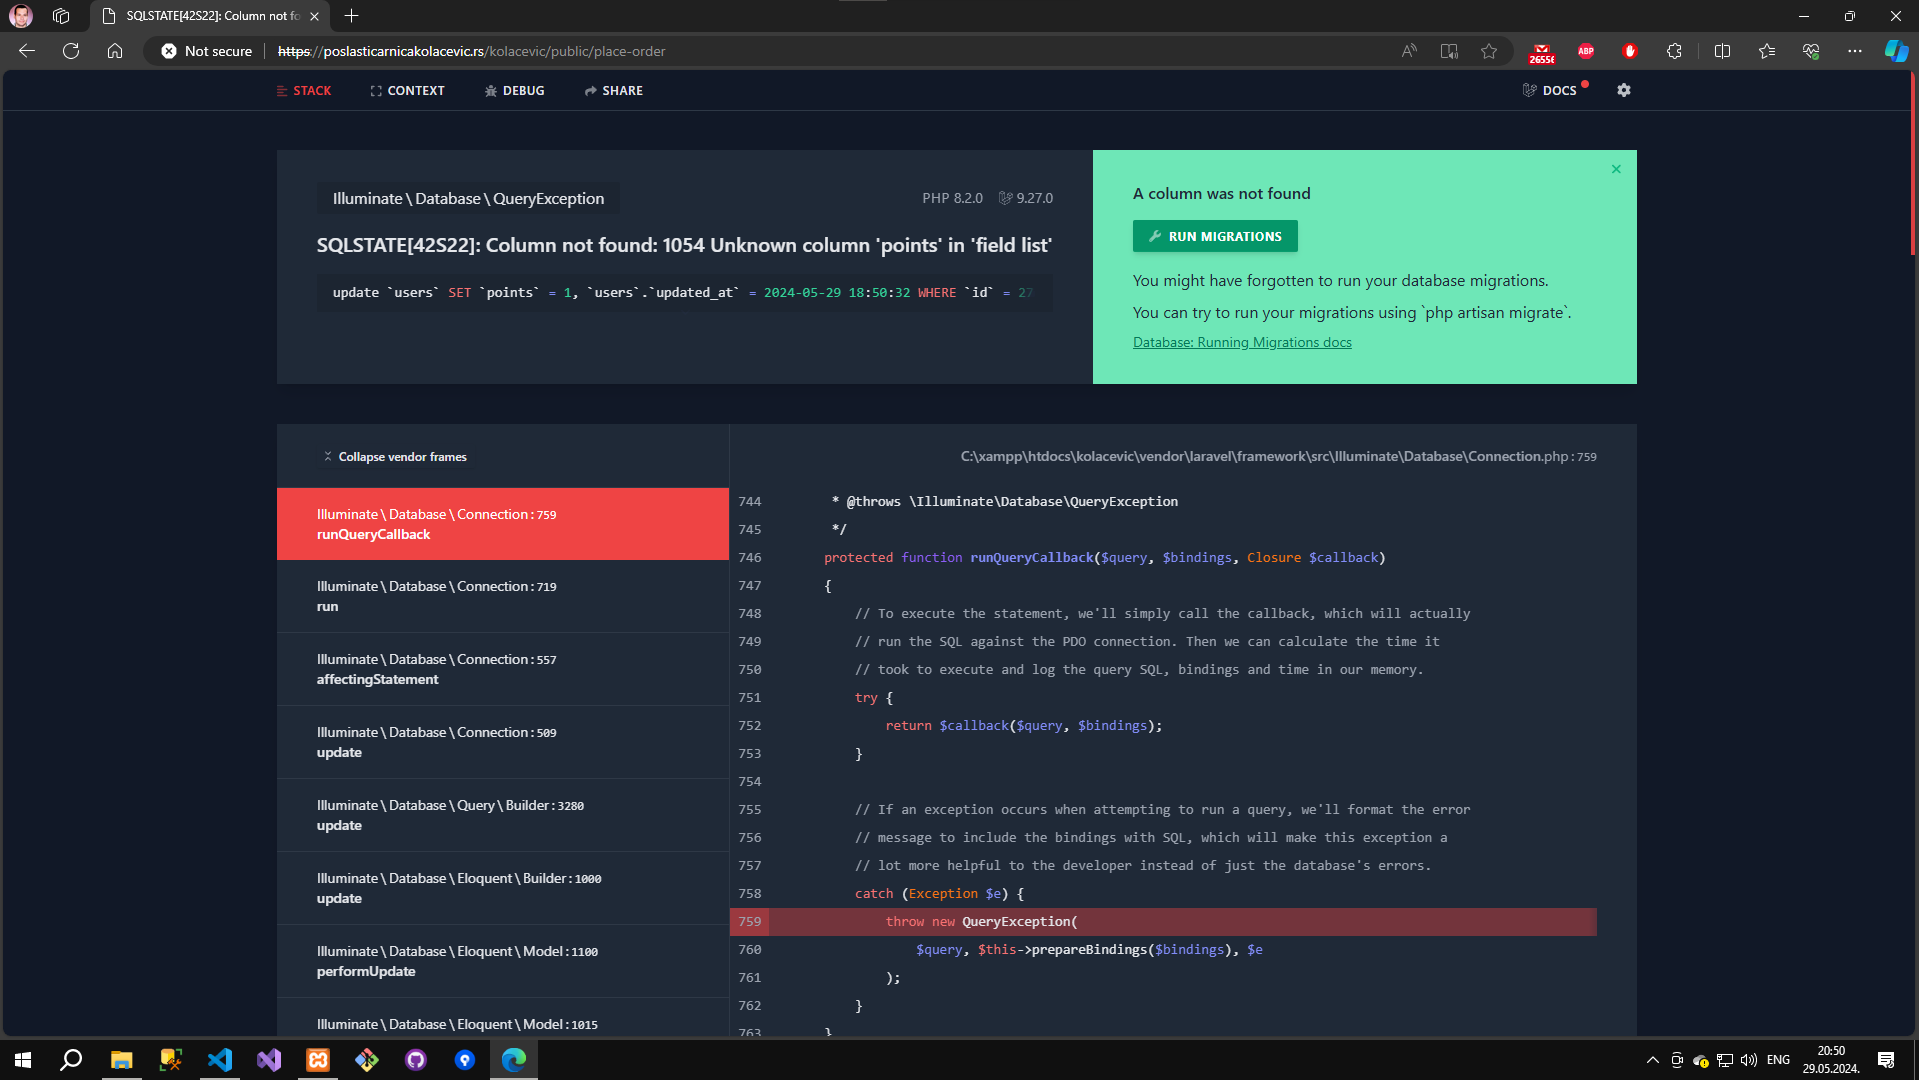 SQLSTATE[42S22]: Column not fo
Not secure
https://poslasticarnicakolacevic.rs/kolacevic/public/place-order
26556
ABP
STACK
CONTEXT
DEBUG
SHARE
DOCS
Illuminate\Database\QueryException
PHP 8.2.0
9.27.0
SQLSTATE[42S22]: Column not found: 1054 Unknown column 'points' in 'field list'
update `users` SET `points` = 1, `users`.`updated_at` = 2024-05-29 18:50:32 WHERE `id` = 27
A column was not found
RUN MIGRATIONS
You might have forgotten to run your database migrations.
You can try to run your migrations using `php artisan migrate`.
Database: Running Migrations docs
Collapse vendor frames
Illuminate\Database\Connection:759
runQueryCallback
Illuminate\Database\Connection:719
run
Illuminate\Database\Connection:557
affectingStatement
Illuminate\Database\Connection:509
update
Illuminate\Database\Query\Builder:3280
update
Illuminate\Database\Eloquent\Builder:1000
update
Illuminate\Database\Eloquent\Model:1100
performUpdate
Illuminate\Database\Eloquent\Model:1015
C:\xampp\htdocs\kolacevic\vendor\laravel\framework\src\Illuminate\Database\Connection.php:759
744 * @throws \Illuminate\Database\QueryException
745 */
746 protected function runQueryCallback($query, $bindings, Closure $callback)
747 {
748 // To execute the statement, we'll simply call the callback, which will actually
749 // run the SQL against the PDO connection. Then we can calculate the time it
750 // took to execute and log the query SQL, bindings and time in our memory.
751 try {
752 return $callback($query, $bindings);
753 }
754
755 // If an exception occurs when attempting to run a query, we'll format the error
756 // message to include the bindings with SQL, which will make this exception a
757 // lot more helpful to the developer instead of just the database's errors.
758 catch (Exception $e) {
759 throw new QueryException(
760 $query, $this->prepareBindings($bindings), $e
761 );
762 }
763 }
ENG
20:50
29.05.2024.